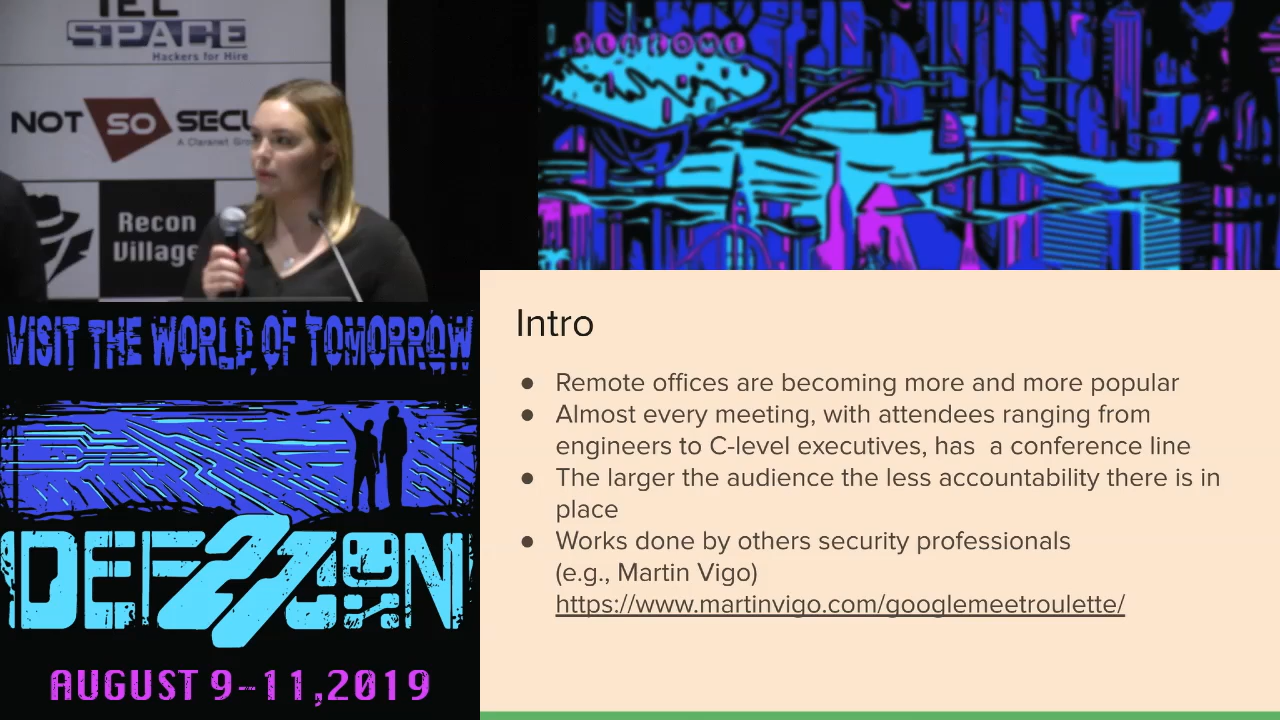 TEL
SPACE
Hackers for Hire
NOT SO SECU
A Claranet Gro
Recon
Village
WELCOME
VISIT THE WORLD OF TOMORROW
DEF 27 CON
AUGUST 9-11,2019
Intro
● Remote offices are becoming more and more popular
● Almost every meeting, with attendees ranging from
engineers to C-level executives, has  a conference line
● The larger the audience the less accountability there is in
place
● Works done by others security professionals
(e.g., Martin Vigo)
https://www.martinvigo.com/googlemeetroulette/